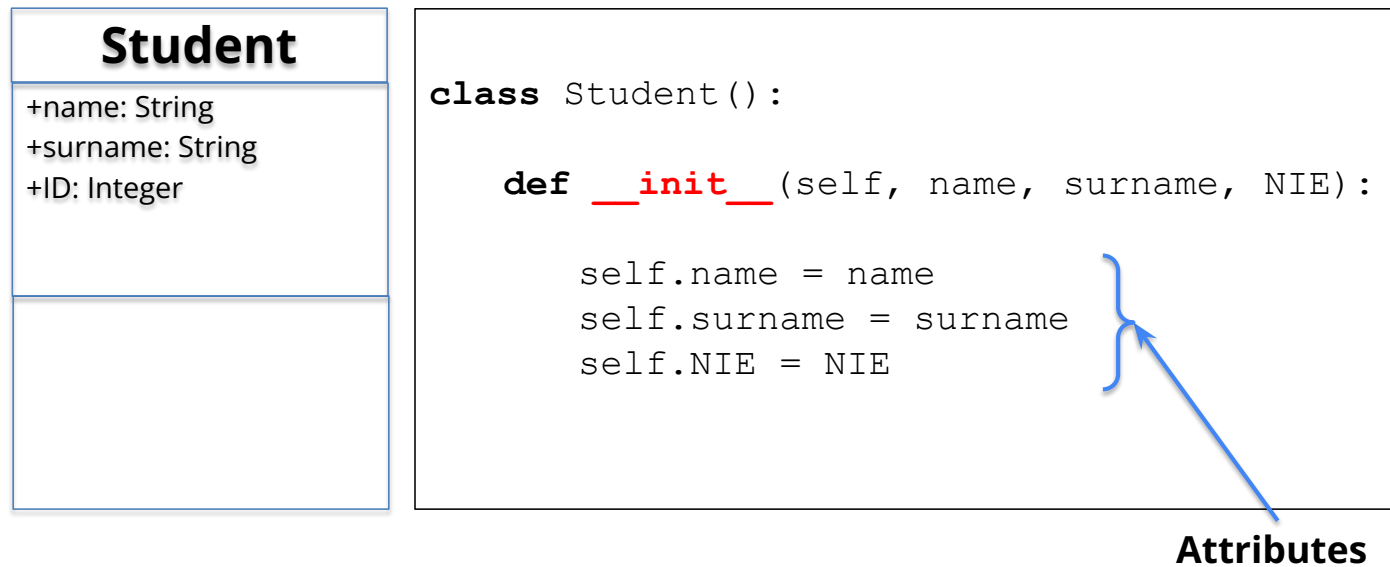 Student
+name: String
+surname: String
+ID: Integer
class Student():
def __init__(self, name, surname, NIE):
self.name = name
self.surname = surname
self.NIE = NIE
Attributes